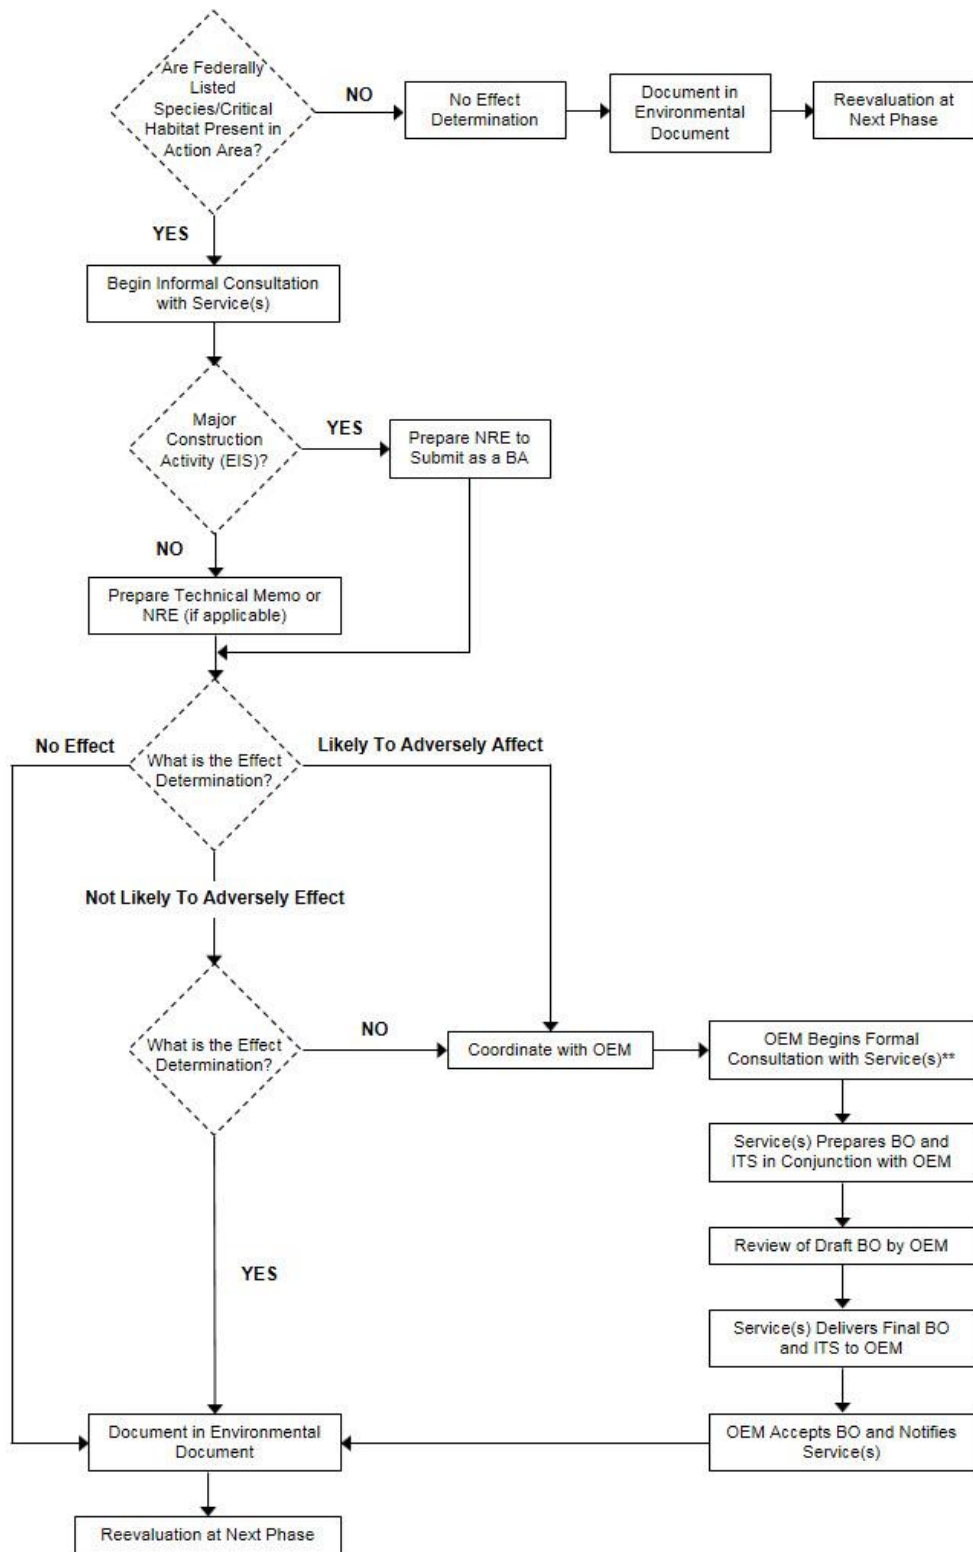 Are Federally
Listed
Species/Critical
Habitat Present in
Action Area?
NO
No Effect
Determination
Document in
Environmental
Document
Reevaluation at
Next Phase
YES
Begin Informal Consultation
with Service(s)
Major
Construction
Activity (EIS)?
YES
Prepare NRE to
Submit as a BA
NO
Prepare Technical Memo or
NRE (if applicable)
No Effect
What is the Effect
Determination?
Likely To Adversely Affect
Not Likely To Adversely Effect
What is the Effect
Determination?
NO
Coordinate with OEM
OEM Begins Formal
Consultation with Service(s)**
Service(s) Prepares BO and
ITS in Conjunction with OEM
Review of Draft BO by OEM
YES
Service(s) Delivers Final BO
and ITS to OEM
OEM Accepts BO and Notifies
Service(s)
Document in Environmental
Document
Reevaluation at Next Phase